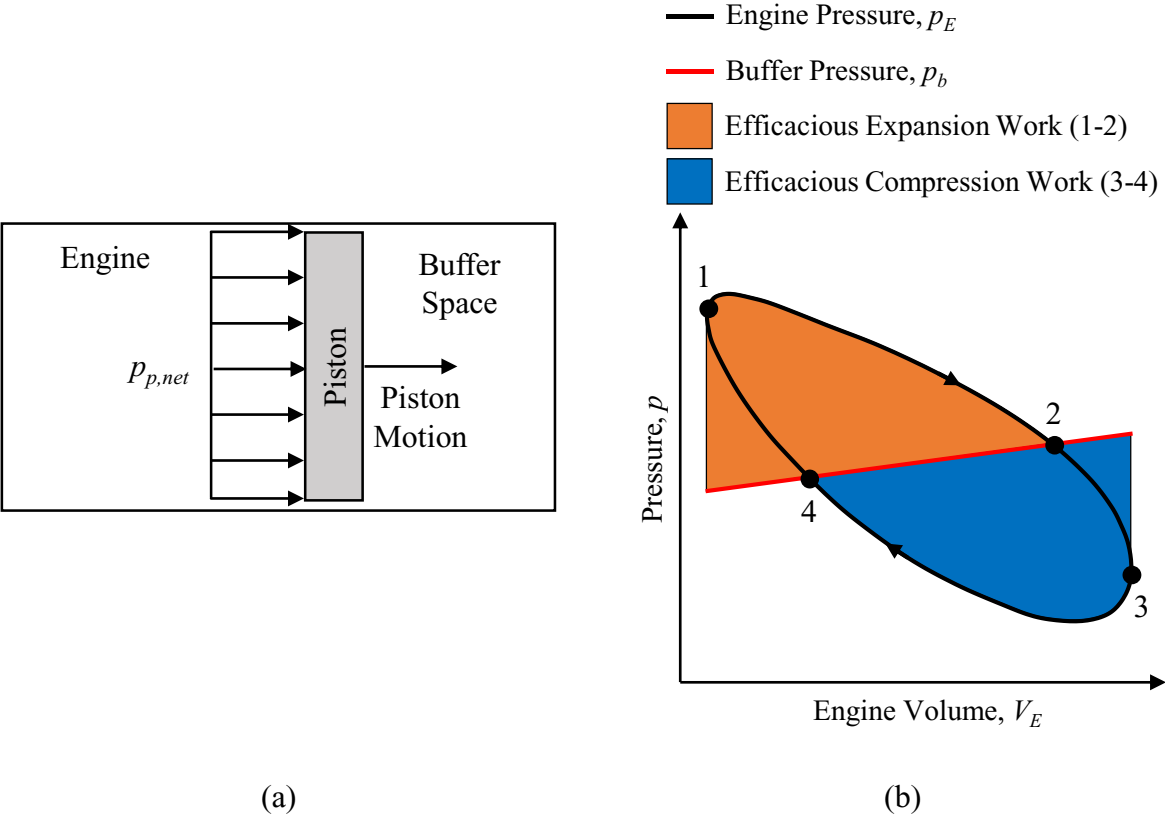 Engine Pressure, p_E
Buffer Pressure, p_b
Efficacious Expansion Work (1-2)
Efficacious Compression Work (3-4)
Engine
Buffer
Space
p_p,net
Piston
Piston
Motion
Pressure, p
1
2
4
3
Engine Volume, V_E
(a)
(b)